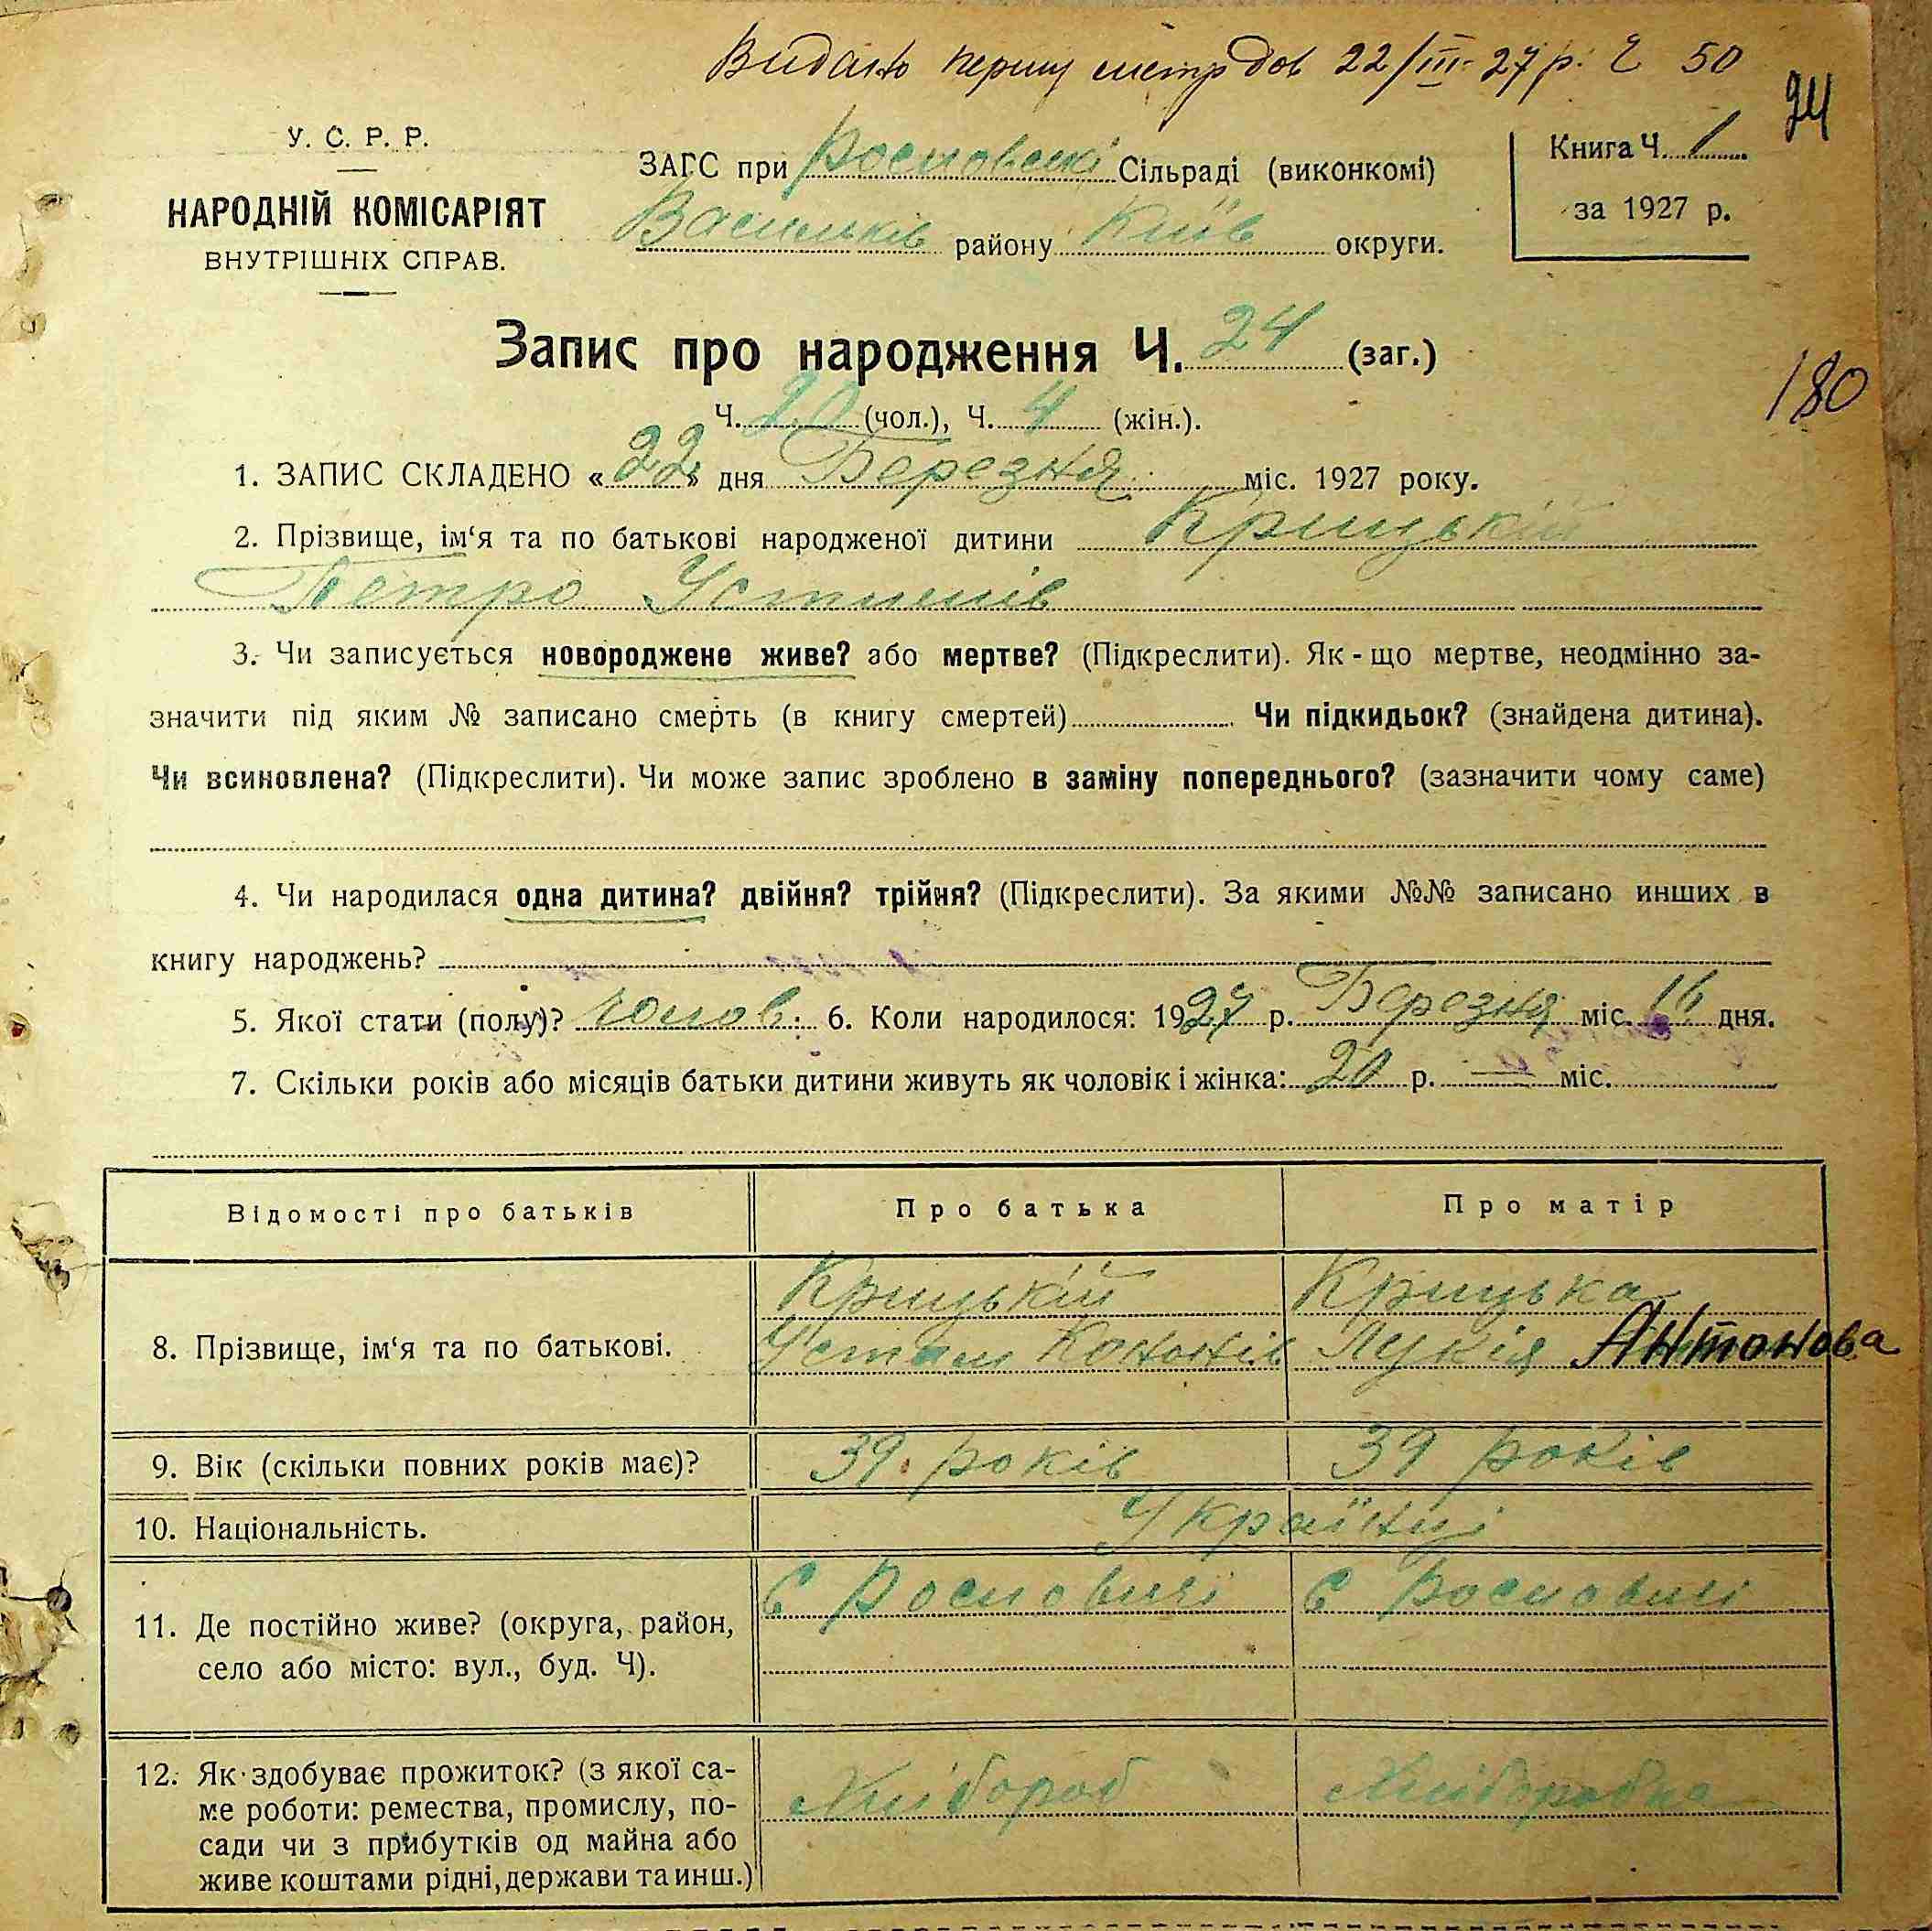 Видано першу метр дов 22/III-27 р. Ч 50
24
У. С. Р. Р.
НАРОДНІЙ КОМІСАРІЯТ
ВНУТРІШНІХ СПРАВ.
ЗАГС при Росновські Сільраді (виконкомі)
Васильків району Київ округи.
Книга Ч. 1
за 1927 р.
Запис про народження Ч. 24 (заг.)
180
Ч. 20 (чол.), Ч. 4 (жін.).
1. ЗАПИС СКЛАДЕНО «22» дня Березня міс. 1927 року.
2. Прізвище, ім‘я та по батькові народженої дитини Крицький
Петро Устинів
3. Чи записується новороджене живе? або мертве? (Підкреслити). Як-що мертве, неодмінно за-
значити під яким № записано смерть (в книгу смертей) Чи підкидьок? (знайдена дитина).
Чи всиновлена? (Підкреслити). Чи може запис зроблено в заміну попереднього? (зазначити чому саме)
4. Чи народилася одна дитина? двійня? трійня? (Підкреслити). За якими №№ записано инших в
книгу народжень?
5. Якої стати (полу)? чолов. 6. Коли народилося: 1927 р. Березня міс. 16 дня.
7. Скільки років або місяців батьки дитини живуть як чоловік і жінка: 20 р. — міс.
Відомості про батьків Про батька Про матір
Крицький Крицька
8. Прізвище, ім‘я та по батькові. Устин Кононів Лукія Антонова
9. Вік (скільки повних років має)? 39. років 39 років
10. Національність. Українці
с Росновичі с Росновичі
11. Де постійно живе? (округа, район,
село або місто: вул., буд. Ч).
12. Як здобуває прожиток? (з якої са-
ме роботи: ремества, промислу, по- Хлібороб Хлібороб
сади чи з прибутків од майна або
живе коштами рідні, держави та инш.)